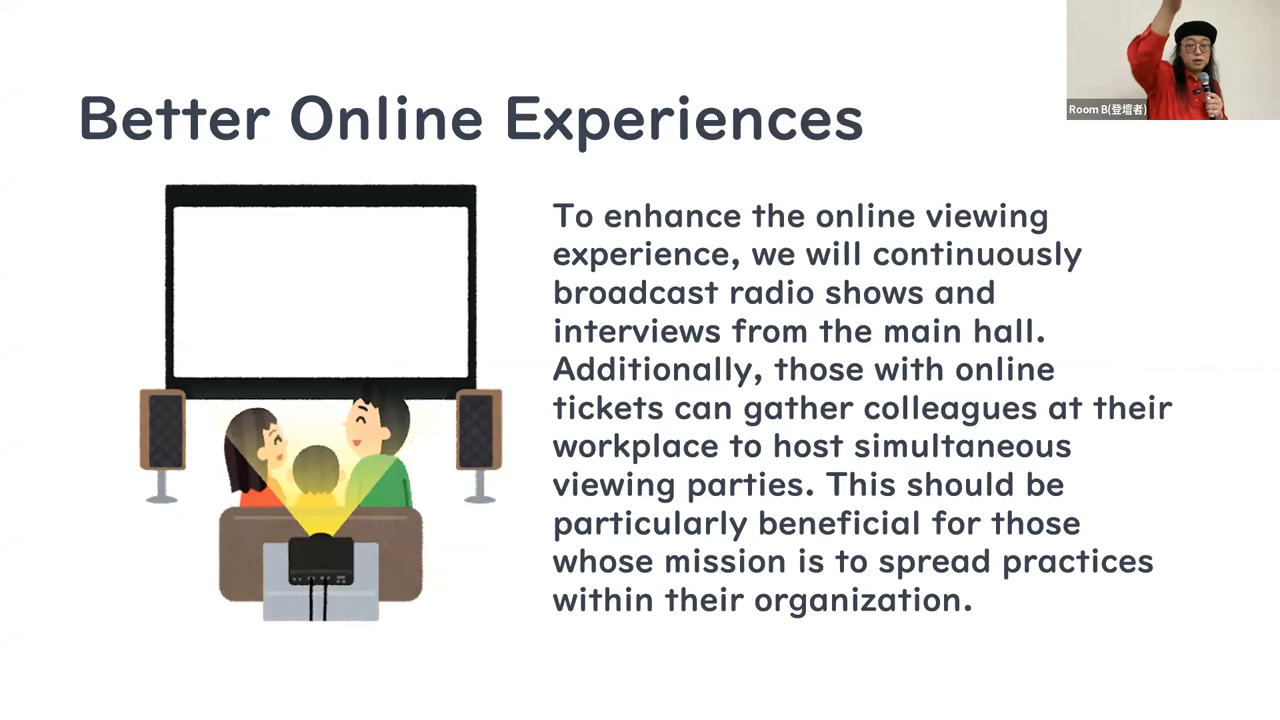 Better Online Experiences
Room B(登壇者)
To enhance the online viewing
experience, we will continuously
broadcast radio shows and
interviews from the main hall.
Additionally, those with online
tickets can gather colleagues at their
workplace to host simultaneous
viewing parties. This should be
particularly beneficial for those
whose mission is to spread practices
within their organization.